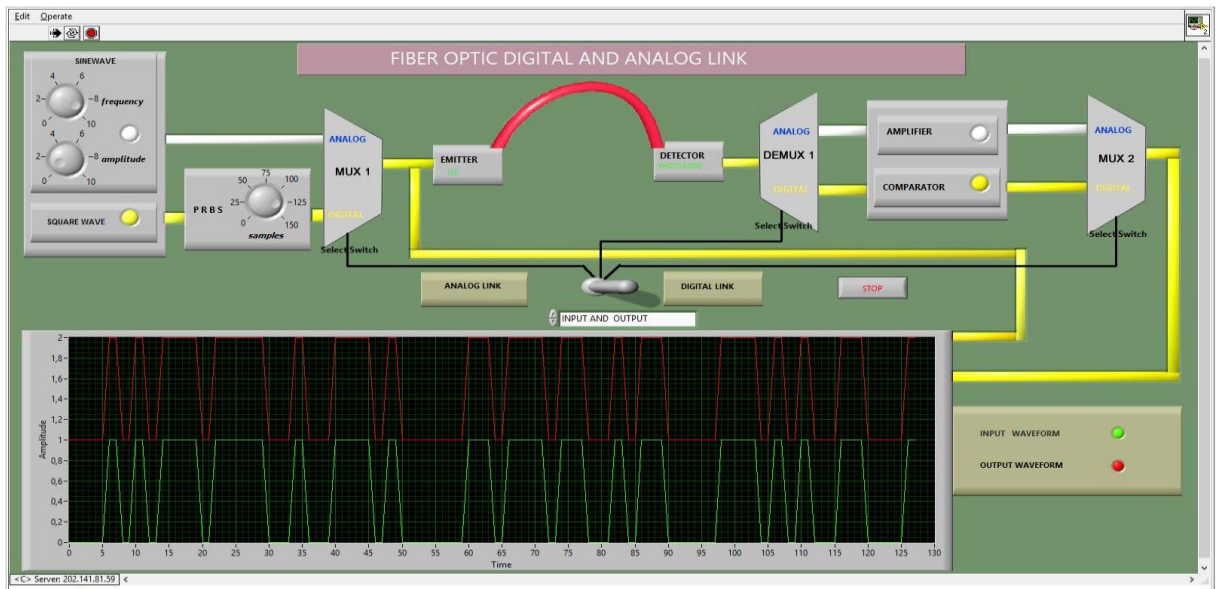 Edit Operate
2
FIBER OPTIC DIGITAL AND ANALOG LINK
SINEWAVE
4 6
2 8 frequency
0 10
4 6
2 8 amplitude
0 10
SQUARE WAVE
P R B S
50 75 100
25 125
0 150
samples
ANALOG
MUX 1
DIGITAL
Select Switch
EMITTER
LED
DETECTOR
PHOTO DIODE
ANALOG
DEMUX 1
DIGITAL
Select Switch
AMPLIFIER
COMPARATOR
ANALOG
MUX 2
DIGITAL
Select Switch
ANALOG LINK
DIGITAL LINK
STOP
INPUT AND OUTPUT
2
1,8
1,6
1,4
1,2
1
0,8
0,6
0,4
0,2
0
Amplitude
0 5 10 15 20 25 30 35 40 45 50 55 60 65 70 75 80 85 90 95 100 105 110 115 120 125 130
Time
INPUT WAVEFORM
OUTPUT WAVEFORM
<C> Server: 202.141.81.59